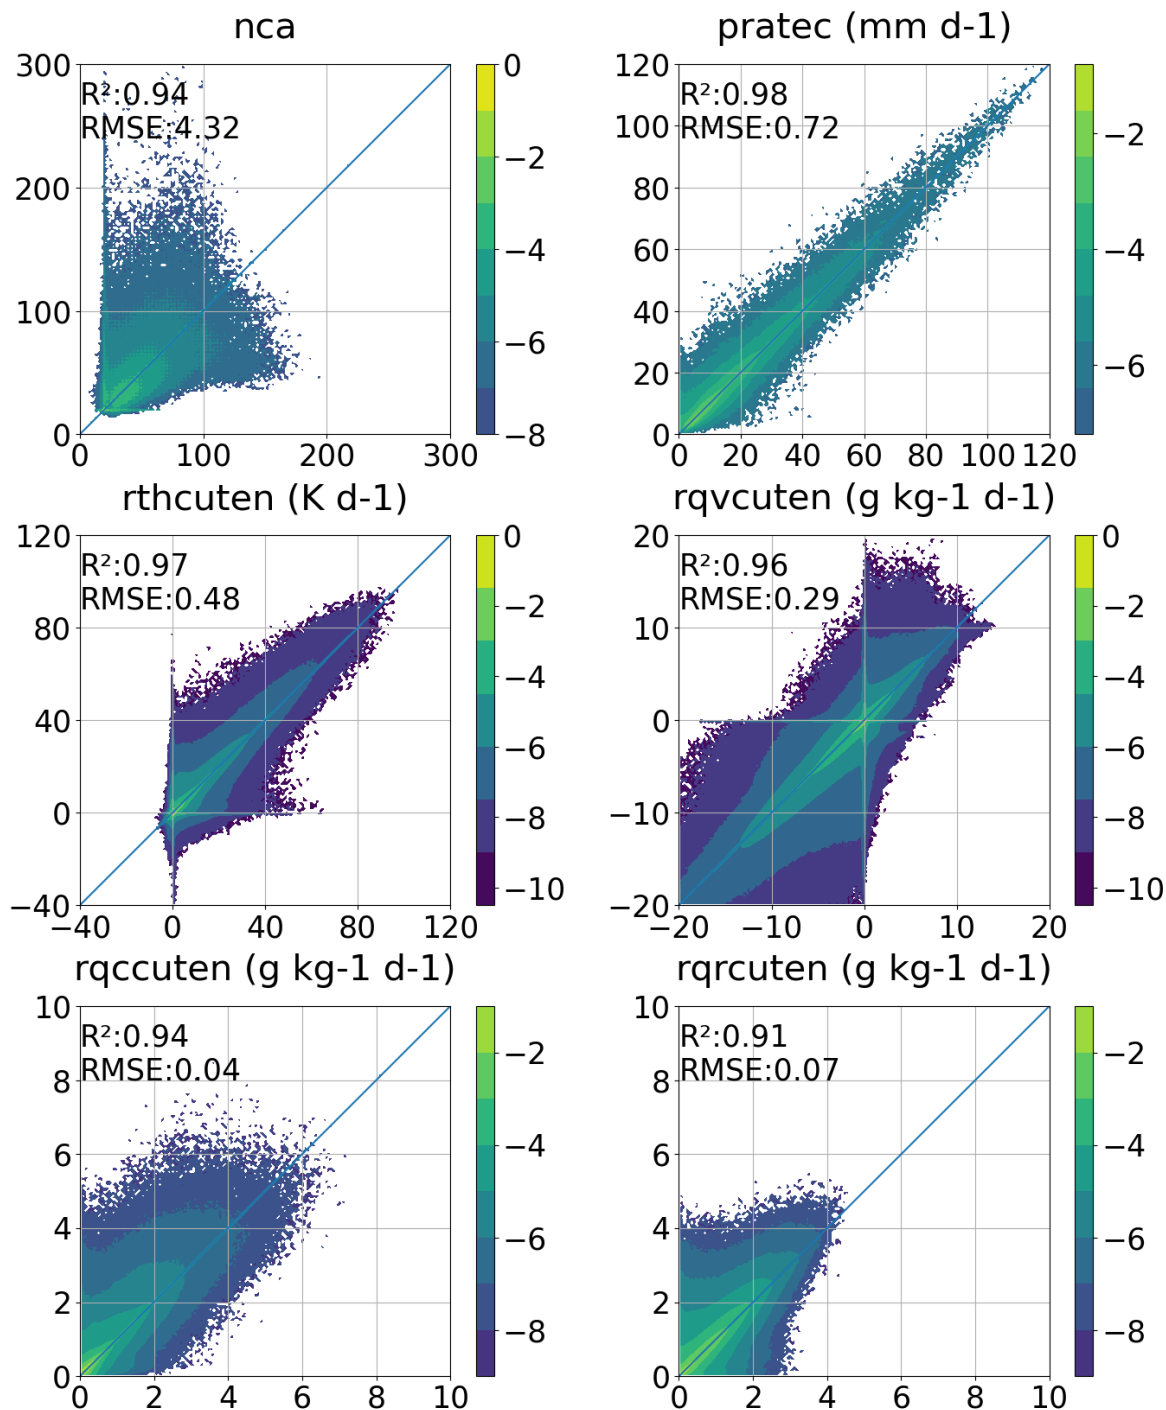 nca
300
200
100
0
R²:0.94
RMSE:4.32
0 100 200 300
0
−2
−4
−6
−8
pratec (mm d-1)
120
100
80
60
40
20
0
R²:0.98
RMSE:0.72
0 20 40 60 80 100 120
−2
−4
−6
rthcuten (K d-1)
120
80
40
0
−40
R²:0.97
RMSE:0.48
−40 0 40 80 120
0
−2
−4
−6
−8
−10
rqvcuten (g kg-1 d-1)
20
10
0
−10
−20
R²:0.96
RMSE:0.29
−20 −10 0 10 20
0
−2
−4
−6
−8
−10
rqccuten (g kg-1 d-1)
10
8
6
4
2
0
R²:0.94
RMSE:0.04
0 2 4 6 8 10
−2
−4
−6
−8
rqrcuten (g kg-1 d-1)
10
8
6
4
2
0
R²:0.91
RMSE:0.07
0 2 4 6 8 10
−2
−4
−6
−8